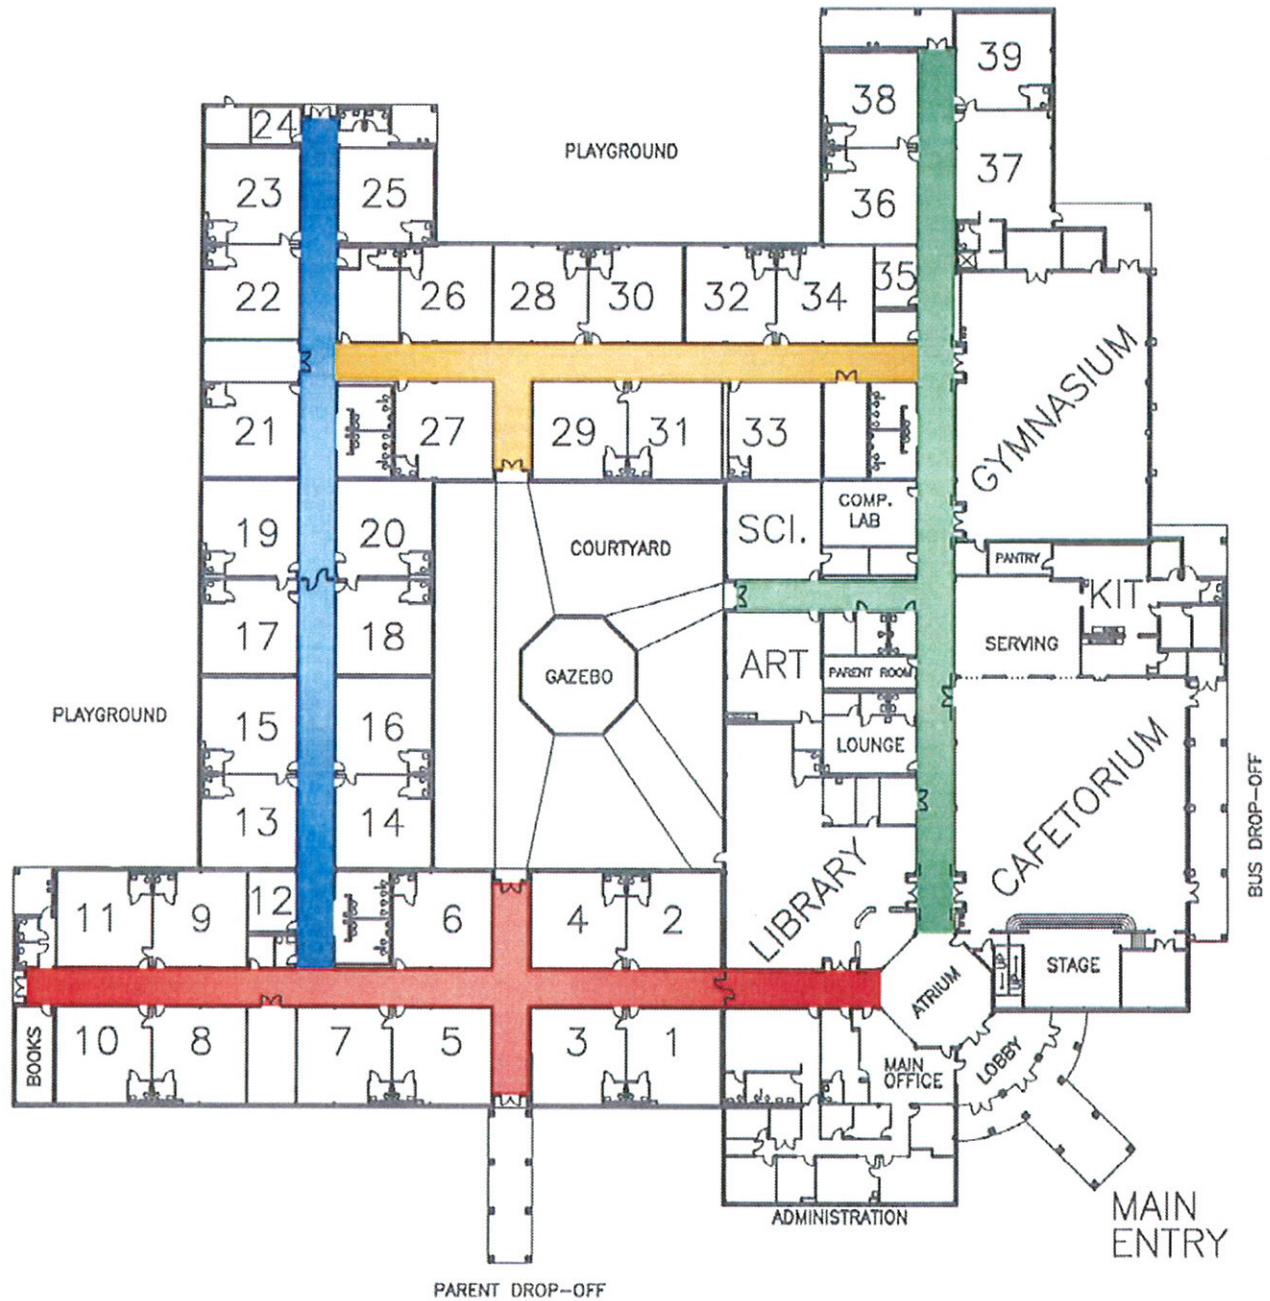 39
38
PLAYGROUND
24
37
23
25
36
35
22
26
28
30
32
34
GYMNASIUM
21
27
29
31
33
COMP.
LAB
SCI.
19
20
COURTYARD
PANTRY
KIT
17
18
SERVING
ART
PARENT ROOM
GAZEBO
PLAYGROUND
15
16
LOUNGE
CAFETORIUM
BUS DROP-OFF
13
14
LIBRARY
11
9
12
6
4
2
STAGE
ATRIUM
UP
UP
BOOKS
10
8
7
5
3
1
MAIN
OFFICE
LOBBY
ADMINISTRATION
MAIN
ENTRY
PARENT DROP-OFF